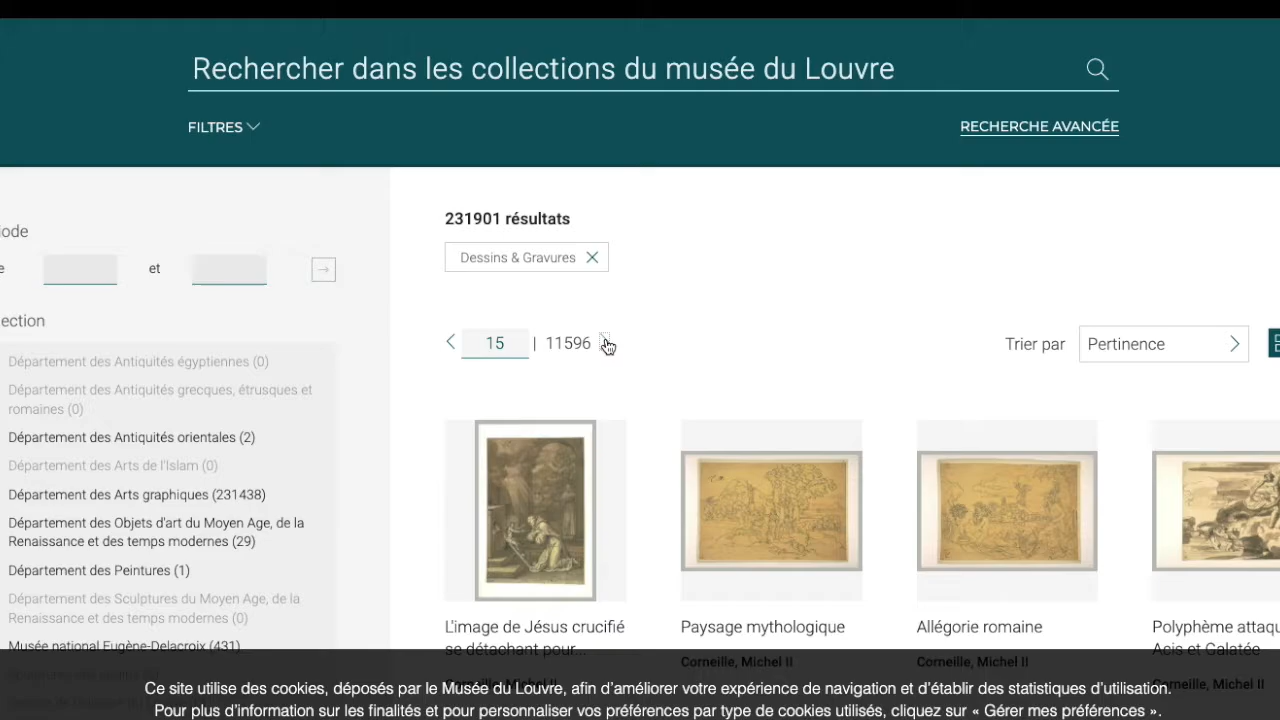 Rechercher dans les collections du musée du Louvre
FILTRES
RECHERCHE AVANCÉE
231901 résultats
Dessins & Gravures
et
15 | 11596
Trier par
Pertinence
Département des Antiquités égyptiennes (0)
Département des Antiquités grecques, étrusques et
romaines (0)
Département des Antiquités orientales (2)
Département des Arts de l'Islam (0)
Département des Arts graphiques (231438)
Département des Objets d'art du Moyen Age, de la
Renaissance et des temps modernes (29)
Département des Peintures (1)
Département des Sculptures du Moyen Age, de la
Renaissance et des temps modernes (0)
Musée national Eugène-Delacroix (431)
L'image de Jésus crucifié
se détachant pour...
Corneille, Michel II
Paysage mythologique
Corneille, Michel II
Allégorie romaine
Corneille, Michel II
Polyphème attaqu
Acis et Galatée
Corneille, Michel II
Ce site utilise des cookies, déposés par le Musée du Louvre, afin d'améliorer votre expérience de navigation et d'établir des statistiques d'utilisation.
Pour plus d'information sur les finalités et pour personnaliser vos préférences par type de cookies utilisés, cliquez sur « Gérer mes préférences ».